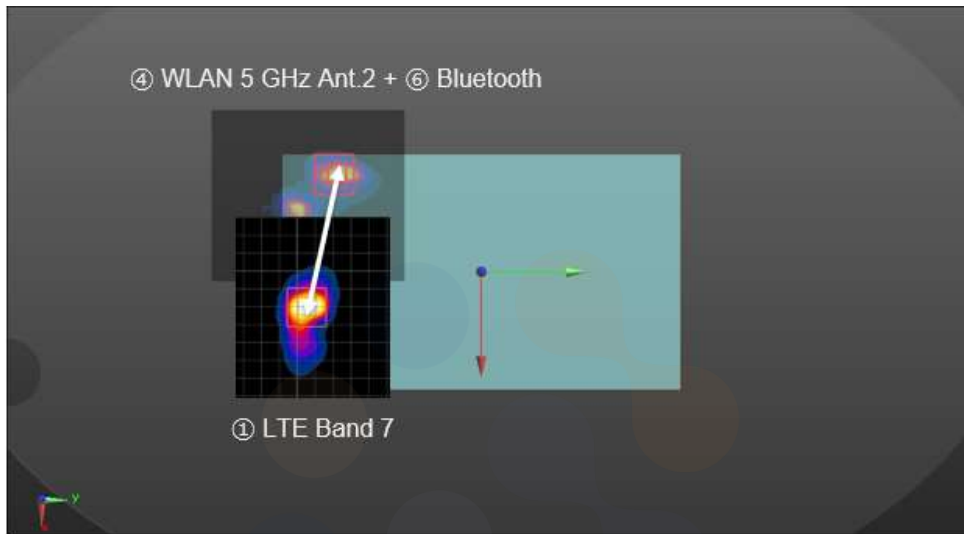 ④ WLAN 5 GHz Ant.2 + ⑥ Bluetooth
① LTE Band 7
y
x